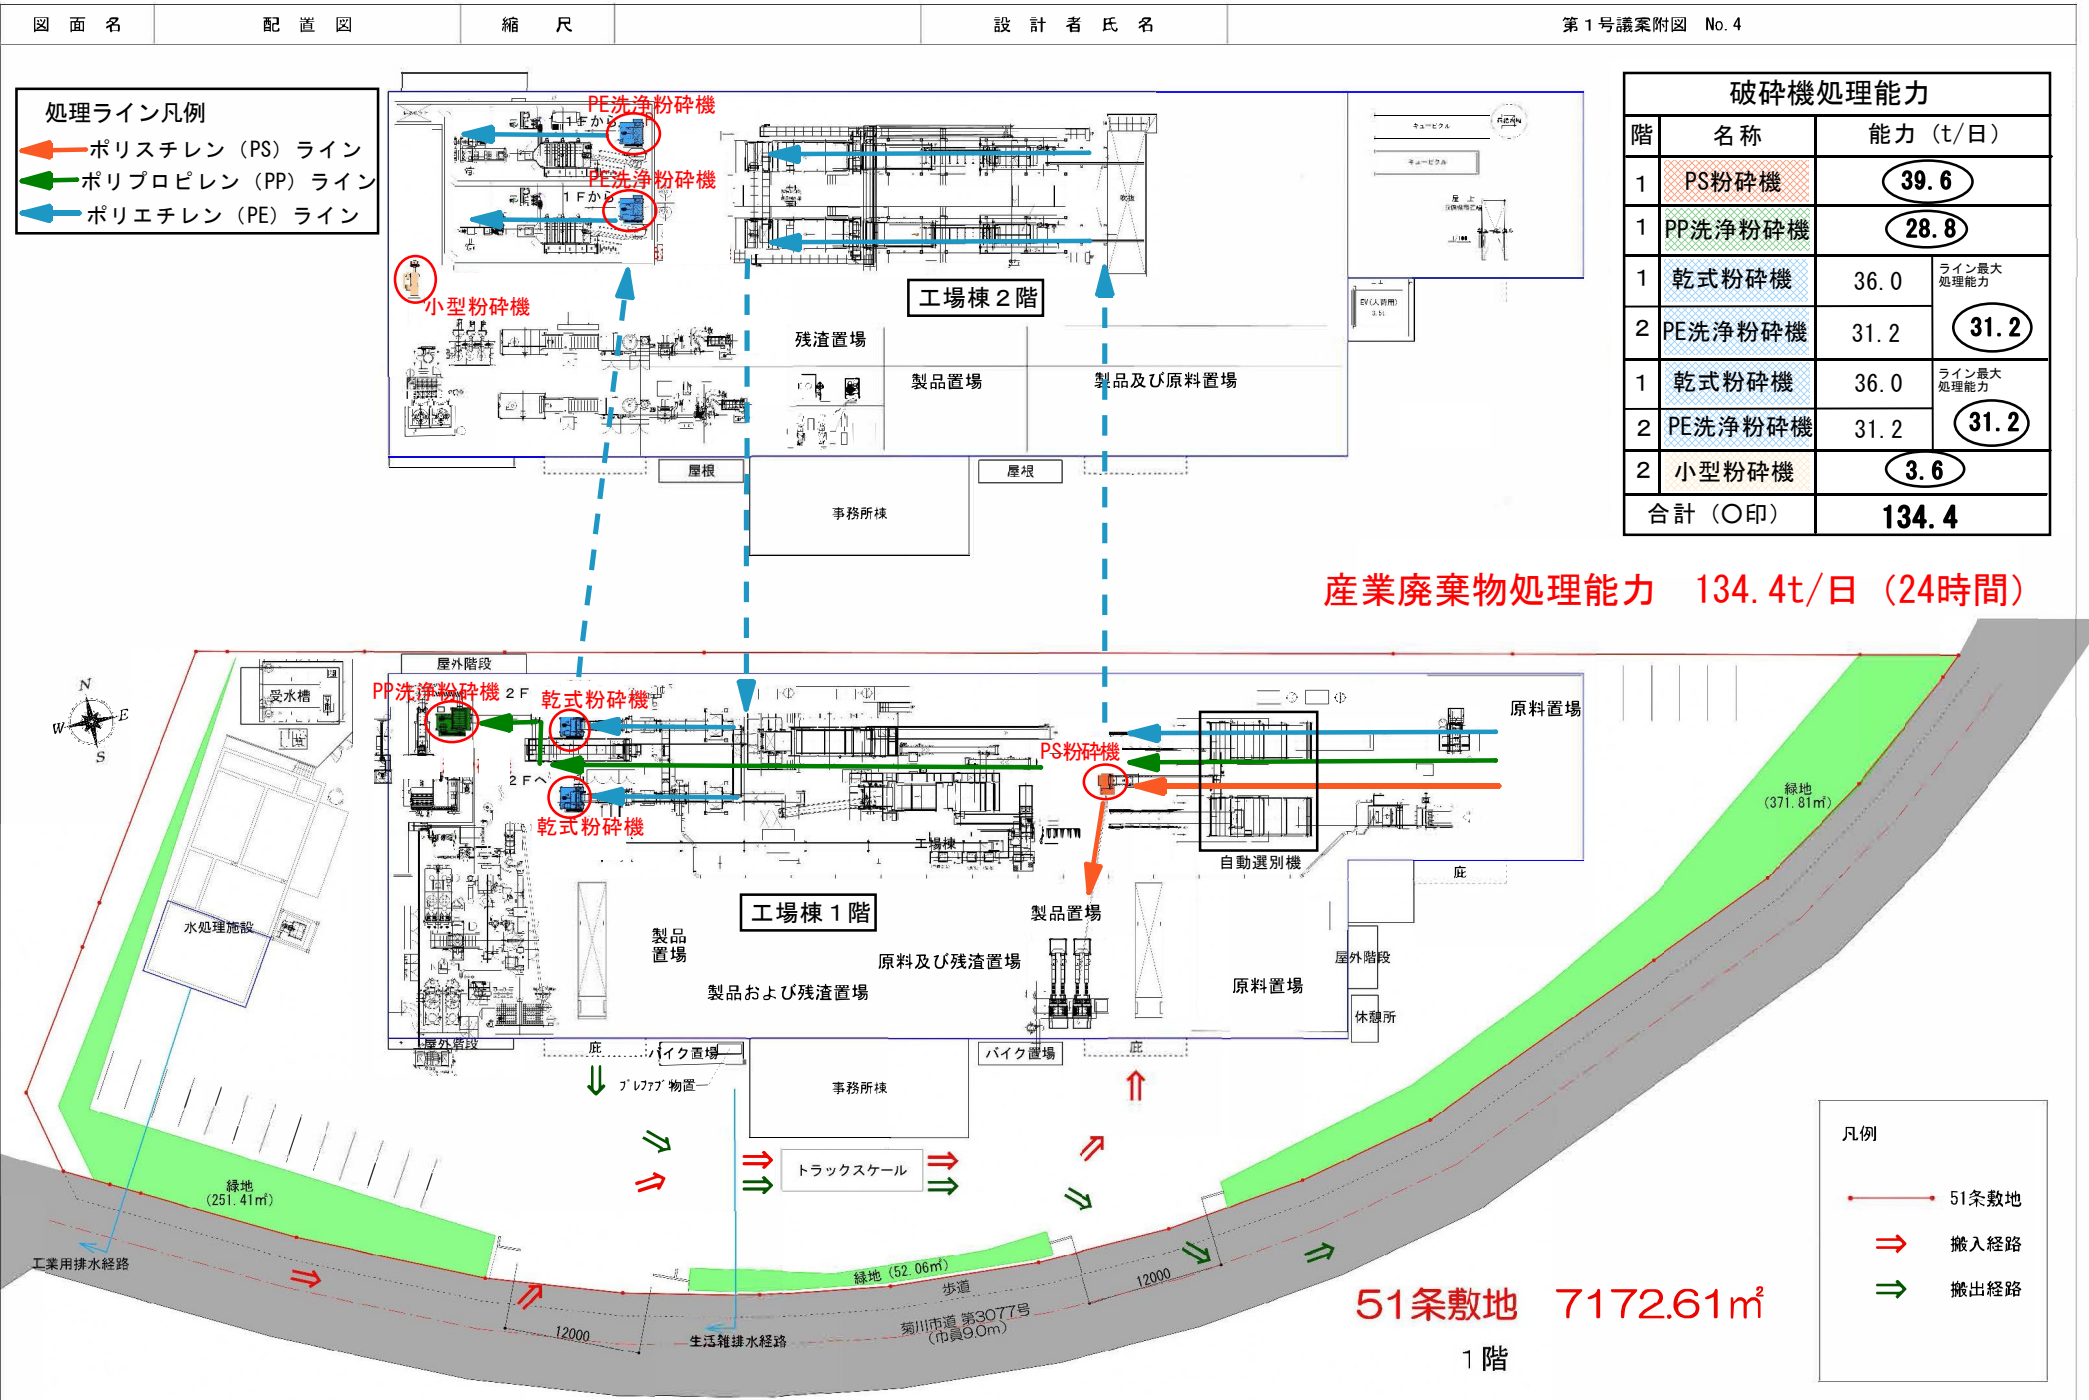 図面名
配置図
縮尺
設計者氏名
第1号議案附図 No.4
処理ライン凡例
ポリスチレン（PS）ライン
ポリプロピレン（PP）ライン
ポリエチレン（PE）ライン
破砕機処理能力
階 名称 能力（t/日）
1 PS粉砕機 39.6
1 PP洗浄粉砕機 28.8
1 乾式粉砕機 36.0
ライン最大
処理能力
2 PE洗浄粉砕機 31.2
31.2
1 乾式粉砕機 36.0
ライン最大
処理能力
2 PE洗浄粉砕機 31.2
31.2
2 小型粉砕機 3.6
合計（〇印） 134.4
産業廃棄物処理能力 134.4t/日（24時間）
PE洗浄粉砕機
1Fから
PE洗浄粉砕機
1Fから
小型粉砕機
工場棟２階
残渣置場
製品置場
製品及び原料置場
吹抜
キュービクル
キュービクル
EV(人荷用)
屋根
屋根
事務所棟
N
W
E
S
屋外階段
受水槽
PP洗浄粉砕機
2F
乾式粉砕機
2Fへ
乾式粉砕機
PS粉砕機
原料置場
工場棟
自動選別機
庇
緑地
(371.81㎡)
水処理施設
工場棟１階
製品置場
製品
置場
原料及び残渣置場
製品および残渣置場
原料置場
屋外階段
休憩所
屋外階段
庇
バイク置場
プレファブ物置
事務所棟
バイク置場
庇
トラックスケール
緑地
(251.41㎡)
緑地（52.06㎡）
歩道
菊川市道 第3077号
（巾員9.0m）
12000
12000
工業用排水経路
生活雑排水経路
51条敷地 7172.61㎡
１階
凡例
51条敷地
搬入経路
搬出経路